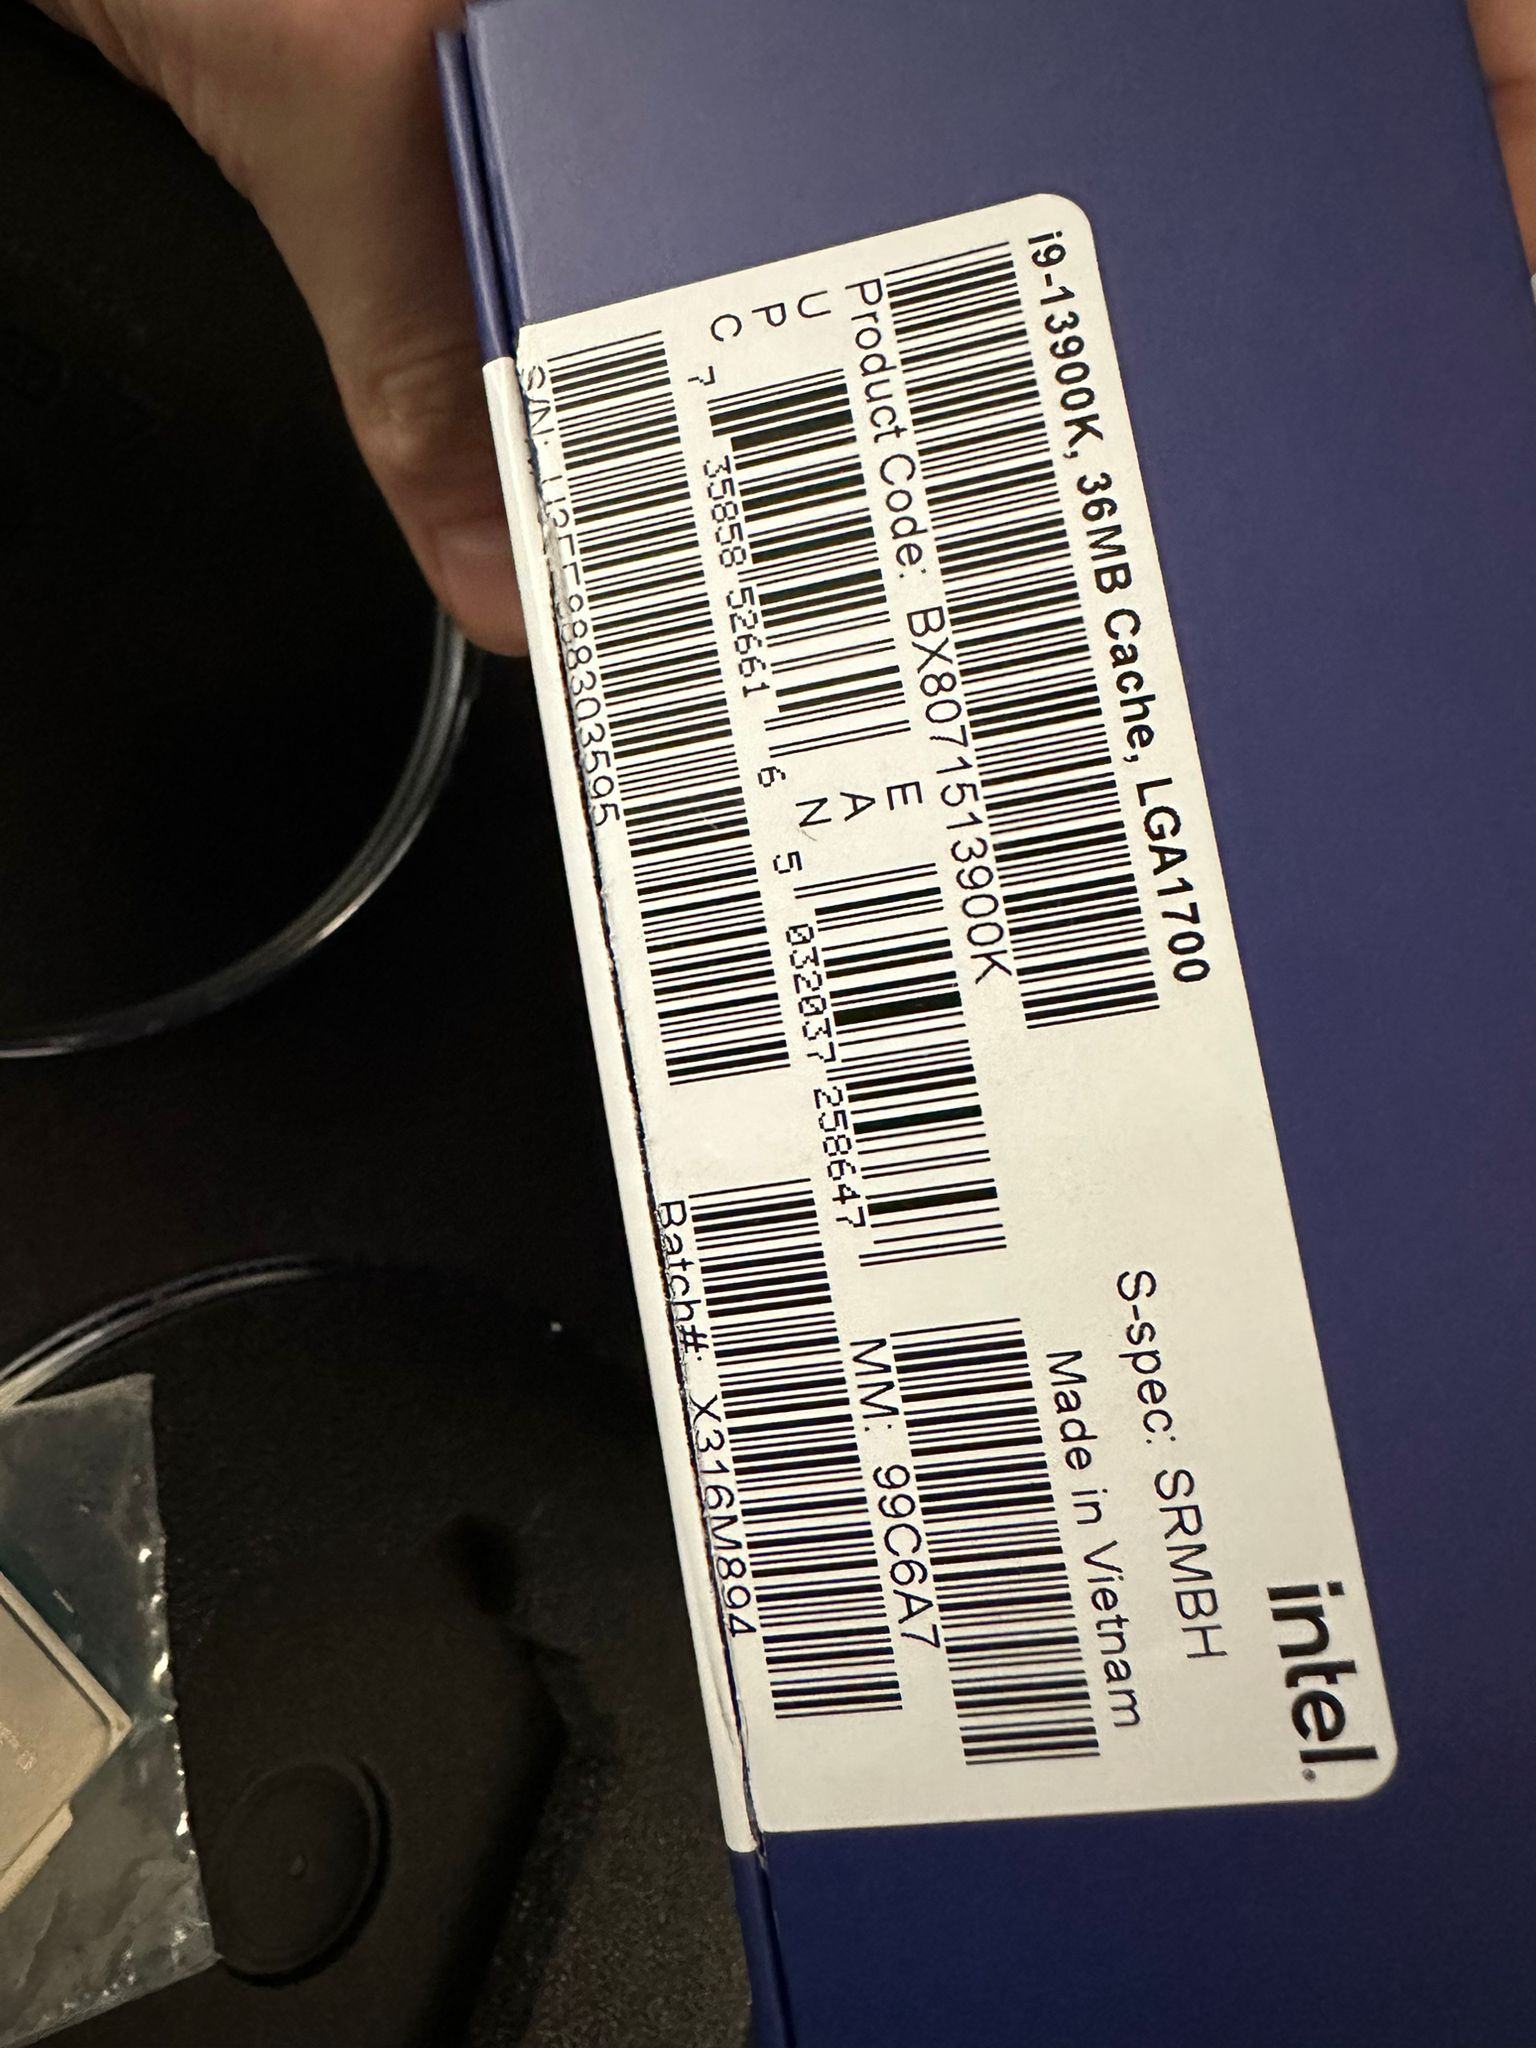 i9-13900K, 36MB Cache, LGA1700
intel.
S-spec: SRMBH
Product Code: BX8071513900K
Made in Vietnam
UPC
7 35858 52661 6
EAN
5 032037 258647
MM: 99C6A7
S/N:
Batch#: X316M894